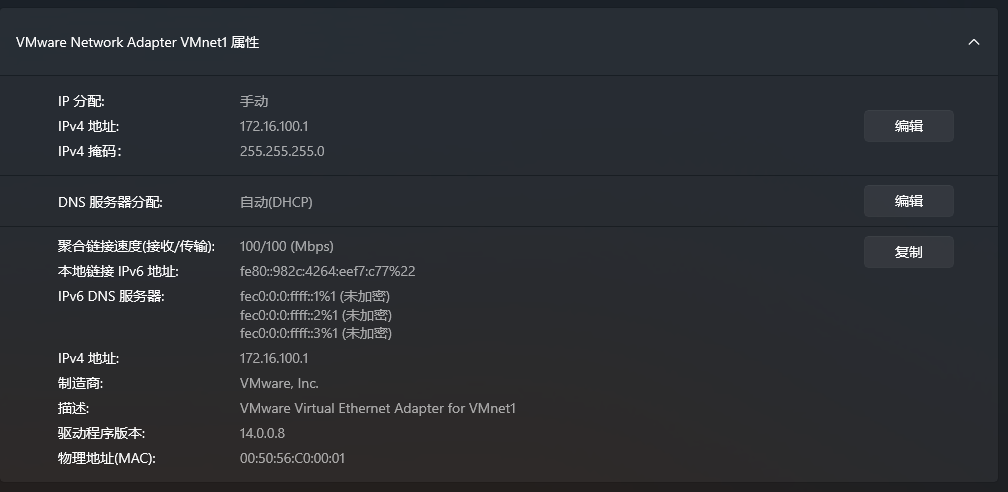 VMware Network Adapter VMnet1 属性
IP 分配: 手动
IPv4 地址: 172.16.100.1
IPv4 掩码: 255.255.255.0
编辑
DNS 服务器分配: 自动(DHCP)
编辑
聚合链接速度(接收/传输): 100/100 (Mbps)
复制
本地链接 IPv6 地址: fe80::982c:4264:eef7:c77%22
IPv6 DNS 服务器: fec0:0:0:ffff::1%1 (未加密)
fec0:0:0:ffff::2%1 (未加密)
fec0:0:0:ffff::3%1 (未加密)
IPv4 地址: 172.16.100.1
制造商: VMware, Inc.
描述: VMware Virtual Ethernet Adapter for VMnet1
驱动程序版本: 14.0.0.8
物理地址(MAC): 00:50:56:C0:00:01